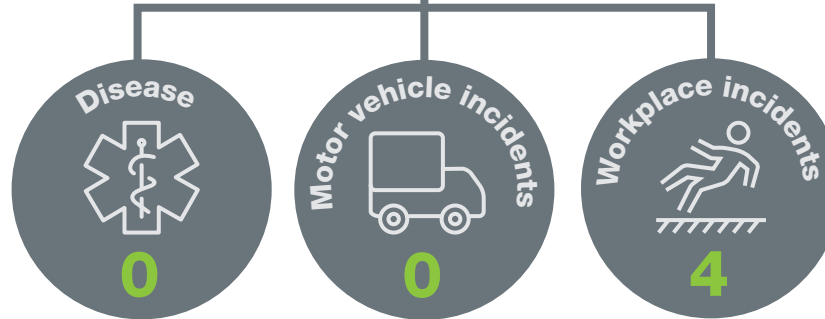 Disease
0
Motor vehicle incidents
0
Workplace incidents
4